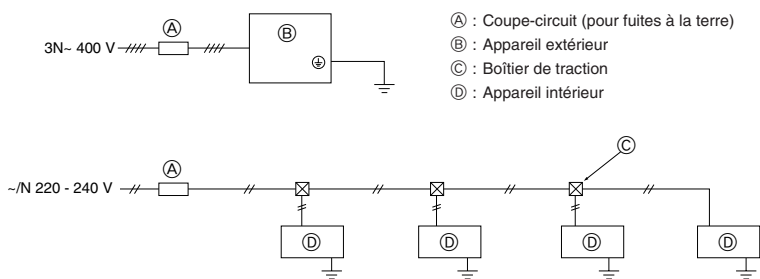 3N~ 400 V
Ⓐ
Ⓑ
Ⓐ : Coupe-circuit (pour fuites à la terre)
Ⓑ : Appareil extérieur
Ⓒ : Boîtier de traction
Ⓓ : Appareil intérieur
~/N 220 - 240 V
Ⓐ
Ⓒ
Ⓓ Ⓓ Ⓓ Ⓓ